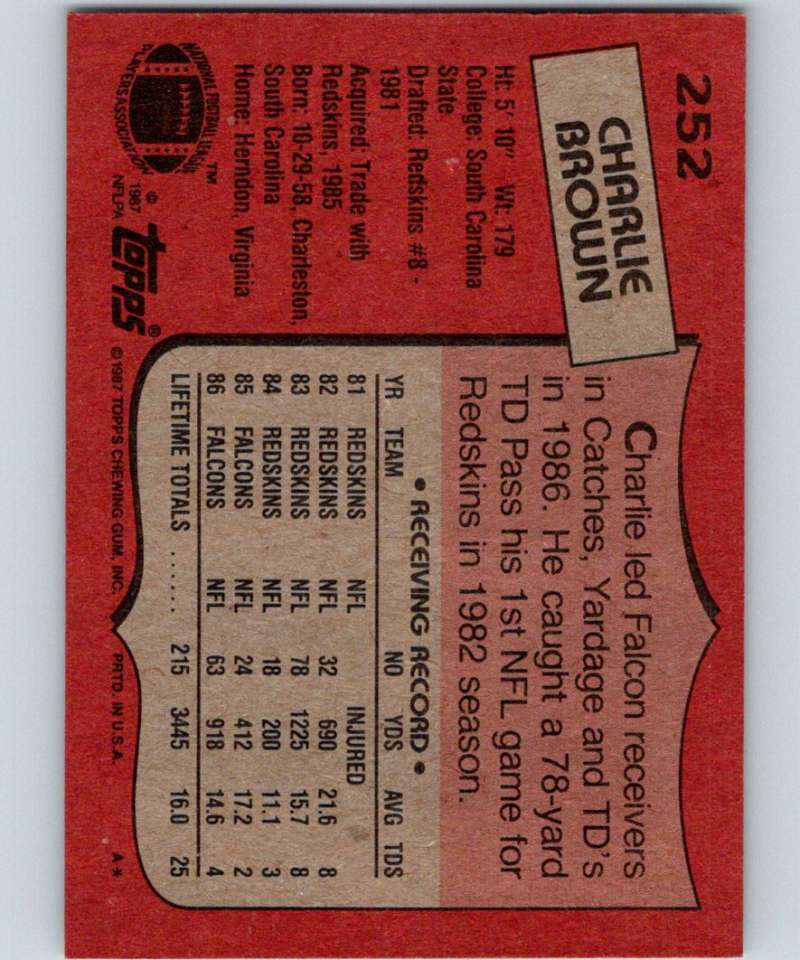 252
CHARLIE
BROWN
Ht: 5' 10" Wt: 179
College: South Carolina
State
Drafted: Redskins #8 -
1981
Acquired: Trade with
Redskins, 1985
Born: 10-29-58, Charleston,
South Carolina
Home: Herndon, Virginia
NATIONAL FOOTBALL LEAGUE
PLAYERS ASSOCIATION
TM
© 1987
NFLPA
topps®
Charlie led Falcon receivers
in Catches, Yardage and TD's
in 1986. He caught a 78-yard
TD Pass his 1st NFL game for
Redskins in 1982 season.
• RECEIVING RECORD •
YR TEAM NO YDS AVG TDS
81 REDSKINS NFL INJURED
82 REDSKINS NFL 32 690 21.6 8
83 REDSKINS NFL 78 1225 15.7 8
84 REDSKINS NFL 18 200 11.1 3
85 FALCONS NFL 24 412 17.2 2
86 FALCONS NFL 63 918 14.6 4
LIFETIME TOTALS ...... 215 3445 16.0 25
©1987 TOPPS CHEWING GUM, INC. PRTD. IN U.S.A. A*